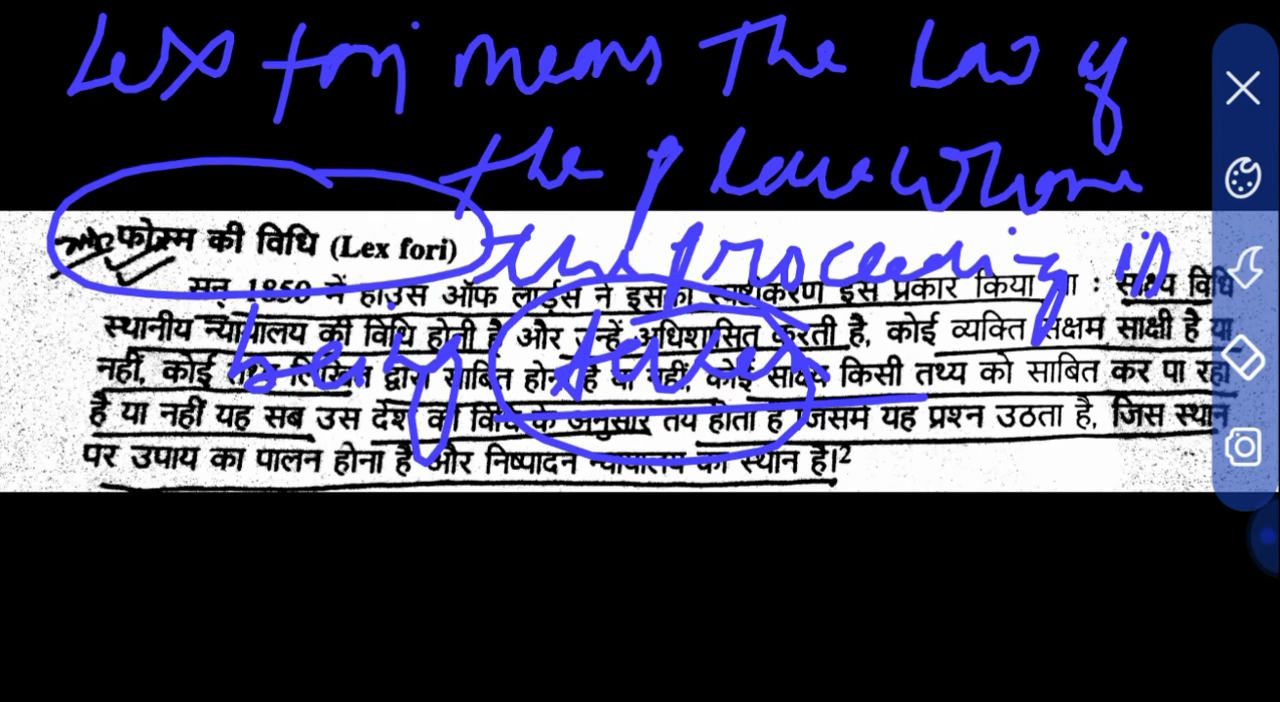 Lex fori means The Law of
the place where
फोरम की विधि (Lex fori)
the proceeding is
सन् 1850 में हाउस ऑफ लार्ड्स ने इसका स्पष्टीकरण इस प्रकार किया था : साक्ष्य विधि
स्थानीय न्यायालय की विधि होती है और उन्हें अधिशासित करती है, कोई व्यक्ति सक्षम साक्षी है या
being taken
नहीं, कोई तथ्य लिखित द्वारा साबित होना है या नहीं, कोई साक्ष्य किसी तथ्य को साबित कर पा रहा
है या नहीं यह सब उस देश की विधि के अनुसार तय होता है जिसमें यह प्रश्न उठता है, जिस स्थान
पर उपाय का पालन होना है और निष्पादन न्यायालय का स्थान है।2